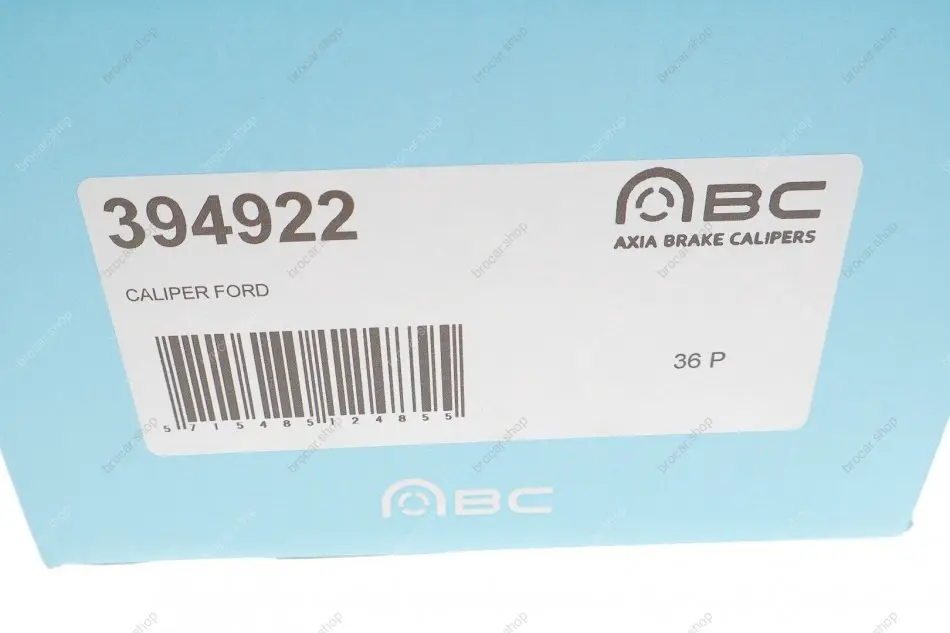 394922
ABC
AXIA BRAKE CALIPERS
CALIPER FORD
36 P
5715485124855
ABC
brocar.shop